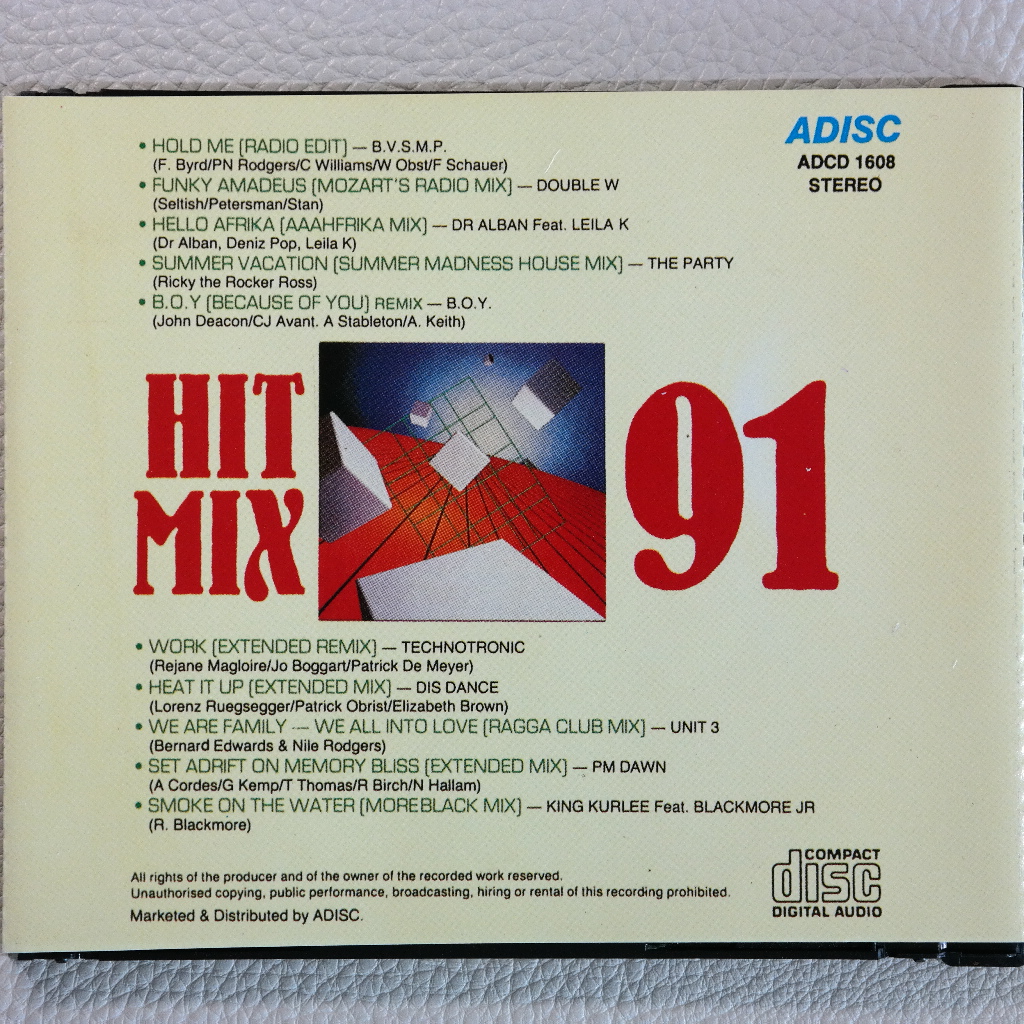 ADISC
ADCD 1608
STEREO
• HOLD ME (RADIO EDIT) — B.V.S.M.P.
(F. Byrd/PN Rodgers/C Williams/W Obst/F Schauer)
• FUNKY AMADEUS (MOZART'S RADIO MIX) — DOUBLE W
(Seltish/Petersman/Stan)
• HELLO AFRIKA (AAAHFRIKA MIX) — DR ALBAN Feat. LEILA K
(Dr Alban, Deniz Pop, Leila K)
• SUMMER VACATION (SUMMER MADNESS HOUSE MIX) — THE PARTY
(Ricky the Rocker Ross)
• B.O.Y (BECAUSE OF YOU) REMIX — B.O.Y.
(John Deacon/CJ Avant. A Stableton/A. Keith)
HIT
MIX
91
• WORK (EXTENDED REMIX) — TECHNOTRONIC
(Rejane Magloire/Jo Boggart/Patrick De Meyer)
• HEAT IT UP (EXTENDED MIX) — DIS DANCE
(Lorenz Ruegsegger/Patrick Obrist/Elizabeth Brown)
• WE ARE FAMILY — WE ALL INTO LOVE (RAGGA CLUB MIX) — UNIT 3
(Bernard Edwards & Nile Rodgers)
• SET ADRIFT ON MEMORY BLISS (EXTENDED MIX) — PM DAWN
(A Cordes/G Kemp/T Thomas/R Birch/N Hallam)
• SMOKE ON THE WATER (MOREBLACK MIX) — KING KURLEE Feat. BLACKMORE JR
(R. Blackmore)
All rights of the producer and of the owner of the recorded work reserved.
Unauthorised copying, public performance, broadcasting, hiring or rental of this recording prohibited.
Marketed & Distributed by ADISC.
COMPACT
disc
DIGITAL AUDIO